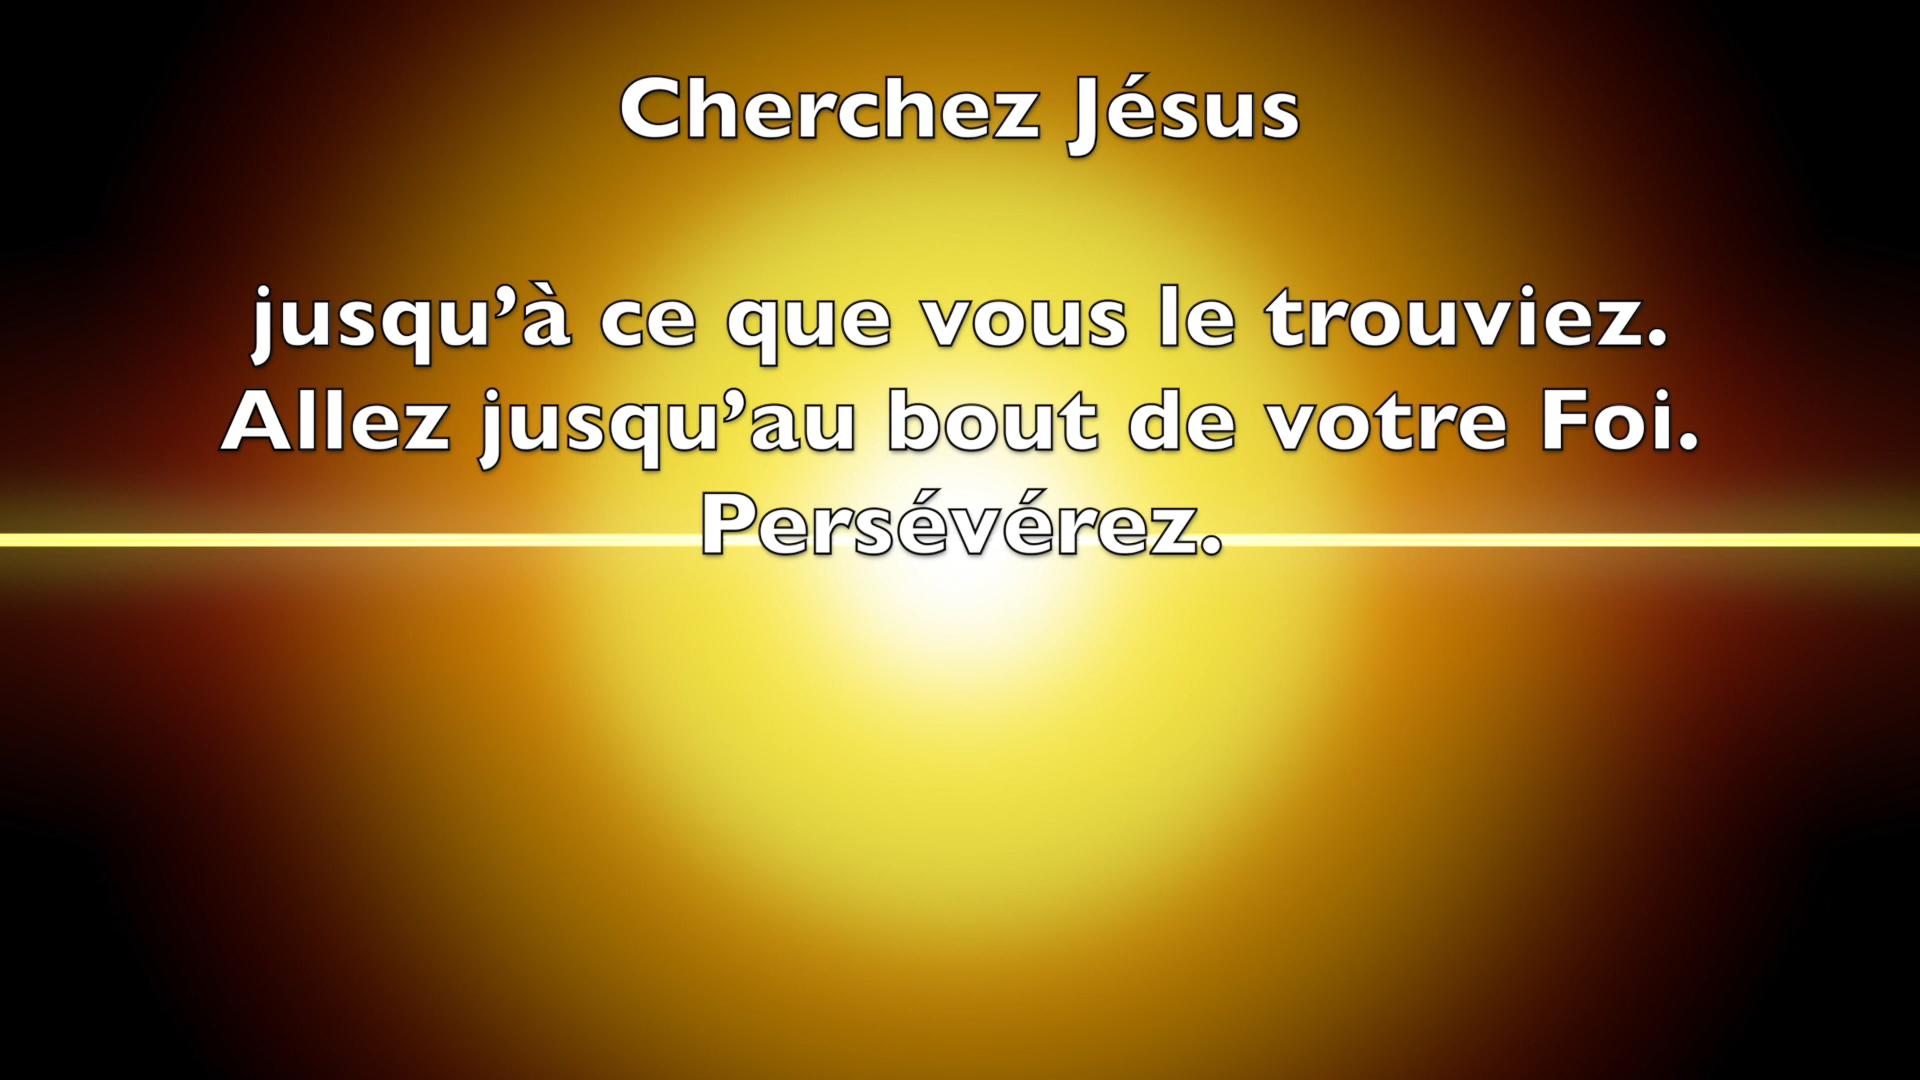 Cherchez Jésus
jusqu’à ce que vous le trouviez.
Allez jusqu’au bout de votre Foi.
Persévérez.